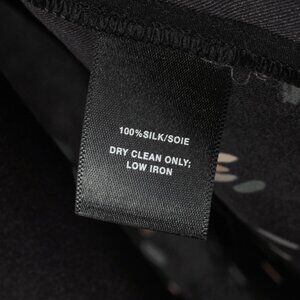 100%SILK/SOIE
DRY CLEAN ONLY;
LOW IRON